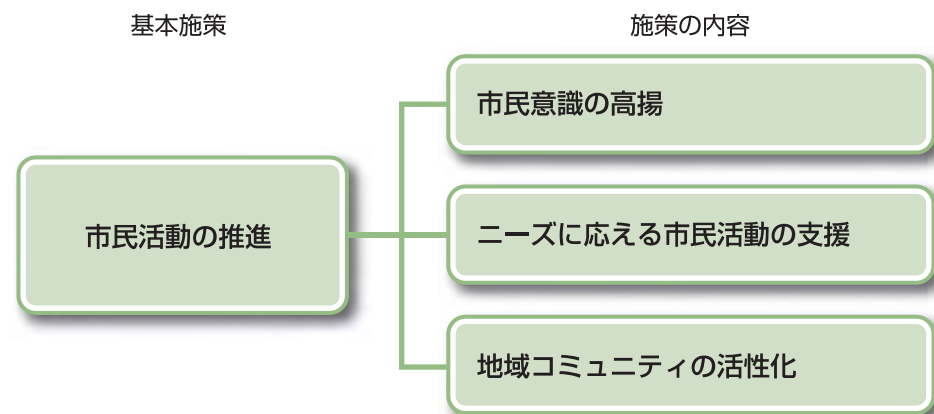 基本施策
施策の内容
市民意識の高揚
市民活動の推進
ニーズに応える市民活動の支援
地域コミュニティの活性化